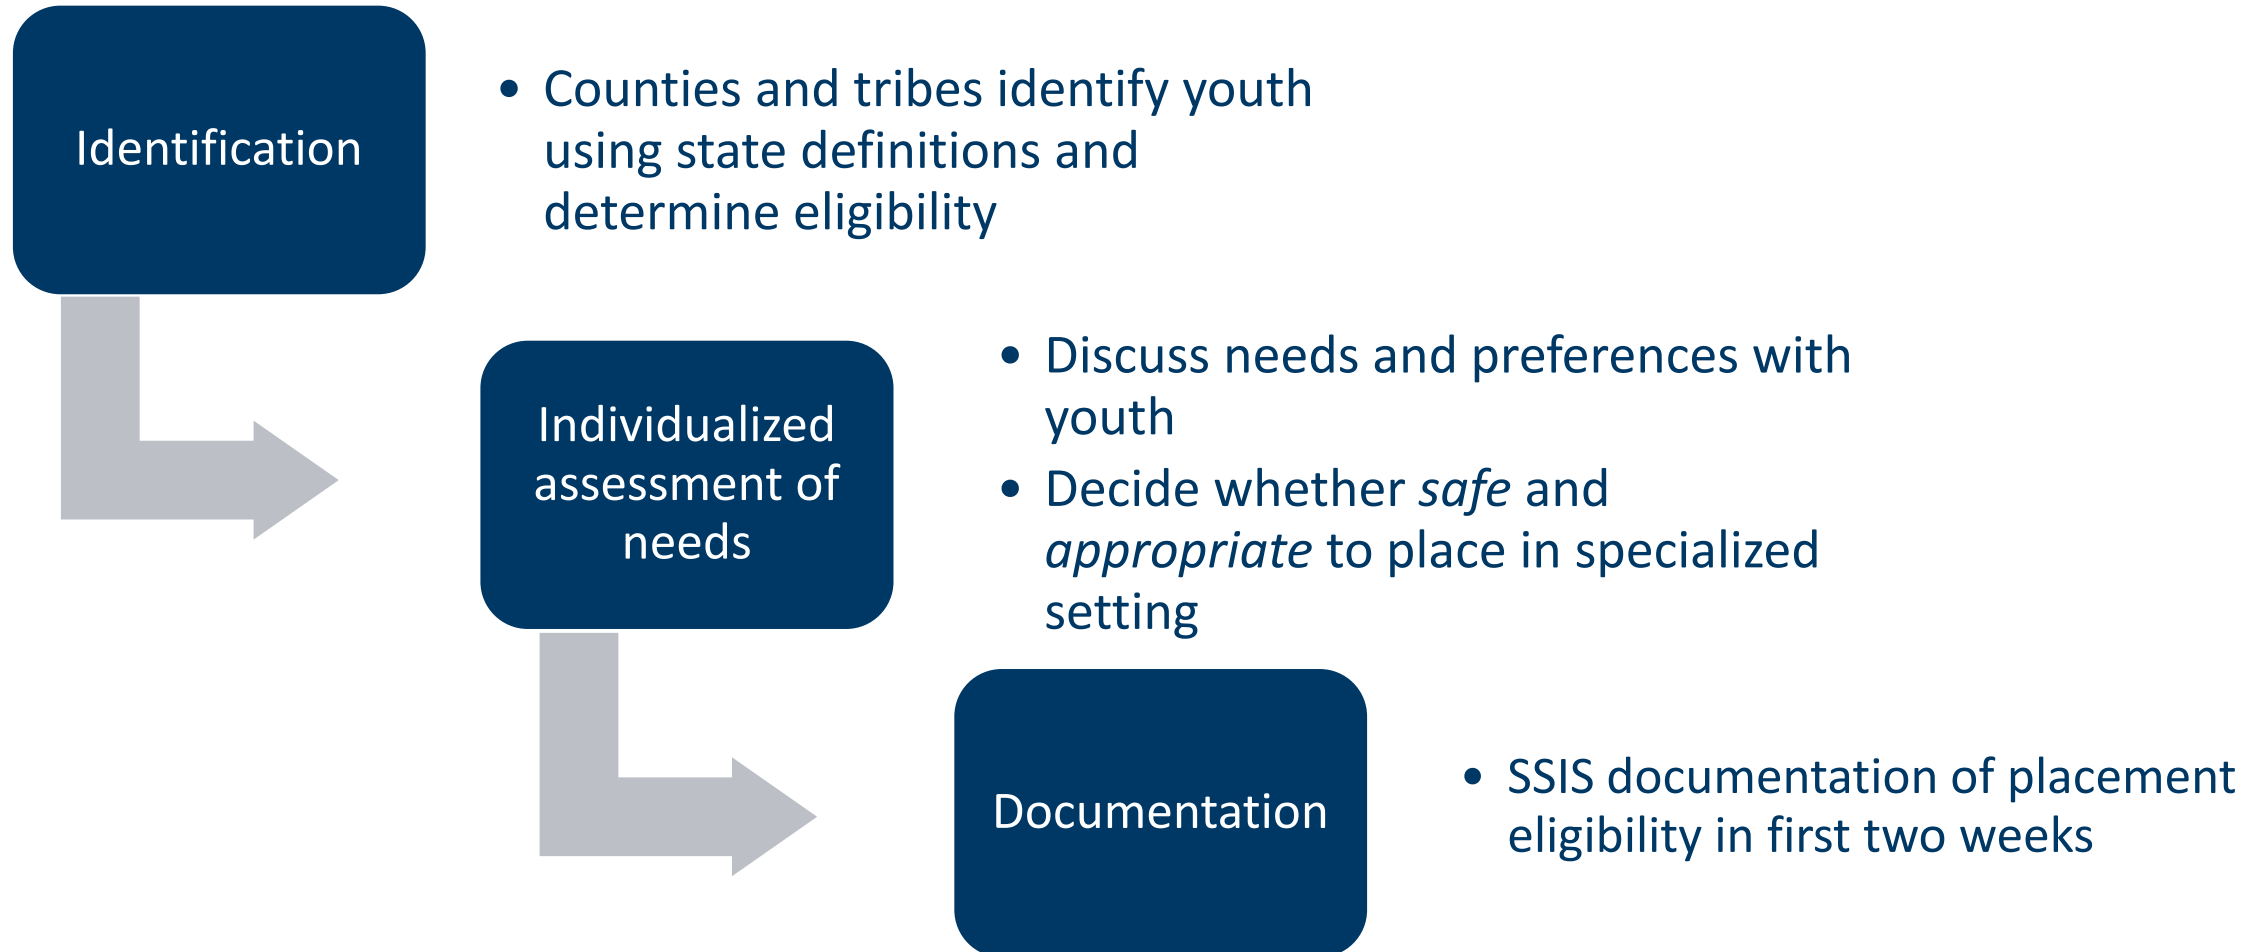 Identification
• Counties and tribes identify youth
using state definitions and
determine eligibility
Individualized
assessment of
needs
• Discuss needs and preferences with
youth
• Decide whether safe and
appropriate to place in specialized
setting
Documentation
• SSIS documentation of placement
eligibility in first two weeks